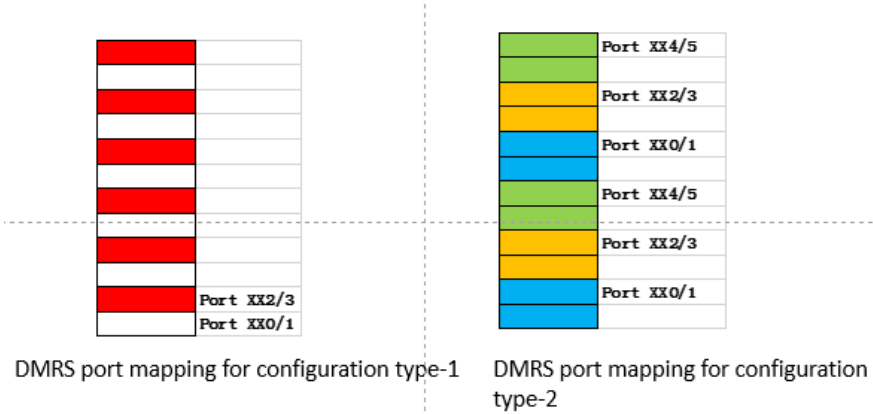 Port XX2/3
Port XX0/1
DMRS port mapping for configuration type-1
Port XX4/5
Port XX2/3
Port XX0/1
Port XX4/5
Port XX2/3
Port XX0/1
DMRS port mapping for configuration
type-2